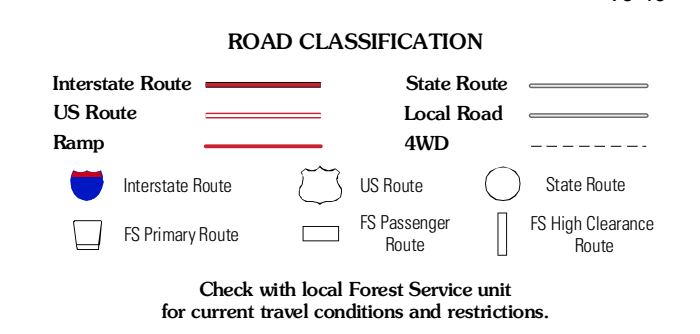 ROAD CLASSIFICATION
Interstate Route
State Route
US Route
Local Road
Ramp
4WD
Interstate Route
US Route
State Route
FS Primary Route
FS Passenger
Route
FS High Clearance
Route
Check with local Forest Service unit
for current travel conditions and restrictions.